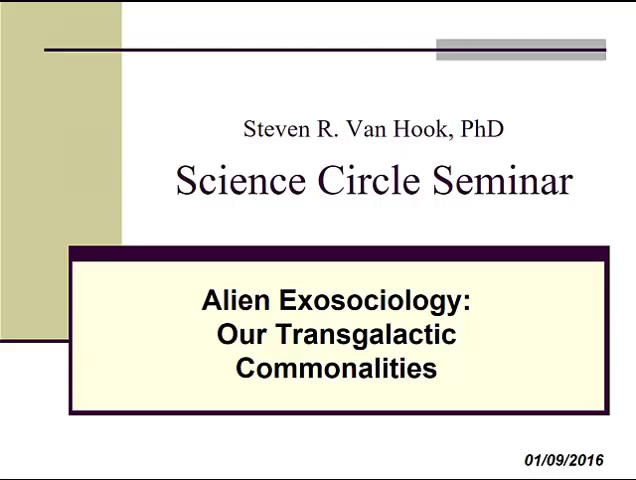 Steven R. Van Hook, PhD
Science Circle Seminar
Alien Exosociology:
Our Transgalactic
Commonalities
01/09/2016